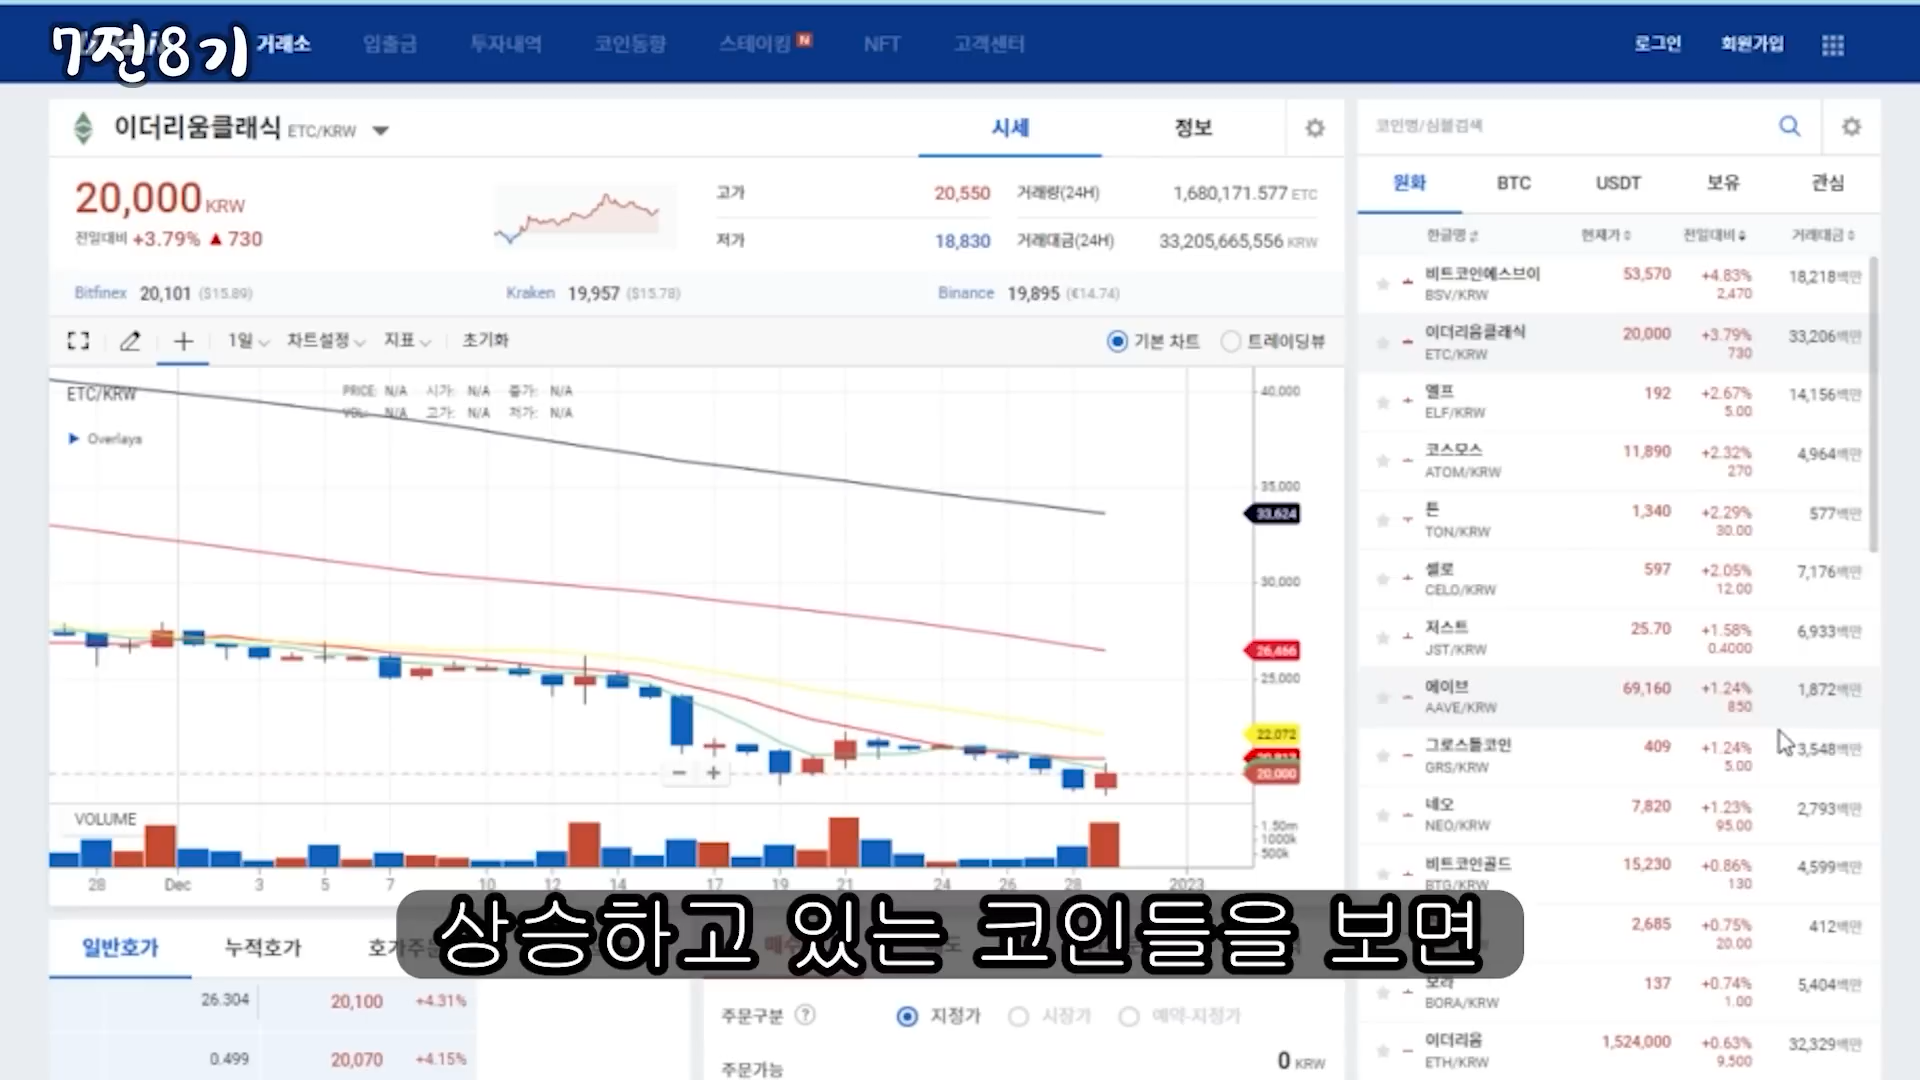 7전8기
거래소 입출금 투자내역 코인동향 스테이킹 N NFT 고객센터 로그인 회원가입
이더리움클래식 ETC/KRW 시세 정보
20,000 KRW
전일대비 +3.79% ▲ 730
고가 20,550 거래량(24H) 1,680,171.577 ETC
저가 18,830 거래대금(24H) 33,205,665,556 KRW
Bitfinex 20,101 ($15.89) Kraken 19,957 ($15.78) Binance 19,895 (€14.74)
1일 차트설정 지표 초기화 기본 차트 트레이딩뷰
ETC/KRW PRICE: N/A 시가: N/A 종가: N/A
VOL: N/A 고가: N/A 저가: N/A
Overlays
40,000
35,000
33,624
30,000
26,466
25,000
22,072
20,000
VOLUME
1.50m
1000k
500k
28 Dec 3 5 7 10 12 14 17 19 21 24 26 28 2023
상승하고 있는 코인들을 보면
일반호가 누적호가
26.304 20,100 +4.31%
0.499 20,070 +4.15%
주문구분 ? 지정가 시장가 예약-지정가
주문가능 0 KRW
코인명/심볼검색
원화 BTC USDT 보유 관심
한글명 현재가 전일대비 거래대금
비트코인에스브이 53,570 +4.83% 18,218백만
BSV/KRW 2,470
이더리움클래식 20,000 +3.79% 33,206백만
ETC/KRW 730
엘프 192 +2.67% 14,156백만
ELF/KRW 5.00
코스모스 11,890 +2.32% 4,964백만
ATOM/KRW 270
톤 1,340 +2.29% 577백만
TON/KRW 30.00
셀로 597 +2.05% 7,176백만
CELO/KRW 12.00
저스트 25.70 +1.58% 6,933백만
JST/KRW 0.4000
에이브 69,160 +1.24% 1,872백만
AAVE/KRW 850
그로스톨코인 409 +1.24% 3,548백만
GRS/KRW 5.00
네오 7,820 +1.23% 2,793백만
NEO/KRW 95.00
비트코인골드 15,230 +0.86% 4,599백만
BTG/KRW 130
2,685 +0.75% 412백만
20.00
보라 137 +0.74% 5,404백만
BORA/KRW 1.00
이더리움 1,524,000 +0.63% 32,329백만
ETH/KRW 9,500